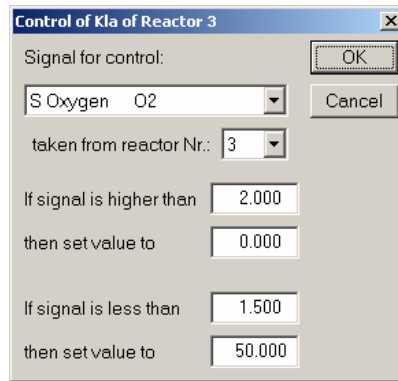 Control of Kla of Reactor 3
Signal for control:
OK
S Oxygen O2
Cancel
taken from reactor Nr.: 3
If signal is higher than 2.000
then set value to 0.000
If signal is less than 1.500
then set value to 50.000